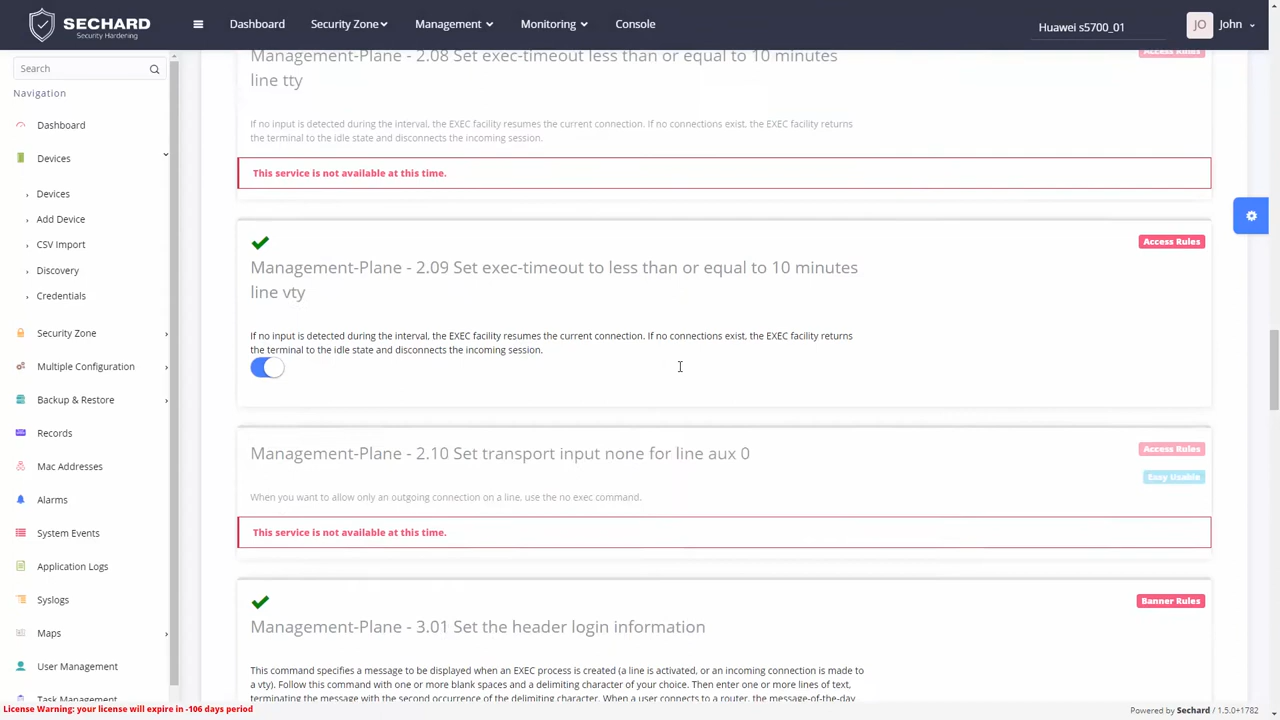 SECHARD
Security Hardening
Dashboard
Security Zone
Management
Monitoring
Console
Huawei s5700_01
JO
John
Search
Navigation
Dashboard
Devices
Devices
Add Device
CSV Import
Discovery
Credentials
Security Zone
Multiple Configuration
Backup & Restore
Records
Mac Addresses
Alarms
System Events
Application Logs
Syslogs
Maps
User Management
Task Management
License Warning: your license will expire in -106 days period
Management-Plane - 2.08 Set exec-timeout less than or equal to 10 minutes
line tty
Access Rules
If no input is detected during the interval, the EXEC facility resumes the current connection. If no connections exist, the EXEC facility returns
the terminal to the idle state and disconnects the incoming session.
This service is not available at this time.
Access Rules
Management-Plane - 2.09 Set exec-timeout to less than or equal to 10 minutes
line vty
If no input is detected during the interval, the EXEC facility resumes the current connection. If no connections exist, the EXEC facility returns
the terminal to the idle state and disconnects the incoming session.
Management-Plane - 2.10 Set transport input none for line aux 0
Access Rules
Easy Usable
When you want to allow only an outgoing connection on a line, use the no exec command.
This service is not available at this time.
Banner Rules
Management-Plane - 3.01 Set the header login information
This command specifies a message to be displayed when an EXEC process is created (a line is activated, or an incoming connection is made to
a vty). Follow this command with one or more blank spaces and a delimiting character of your choice. Then enter one or more lines of text,
terminating the message with the second occurrence of the delimiting character. When a user connects to a router, the message-of-the-day
Powered by Sechard / 1.5.0+1782